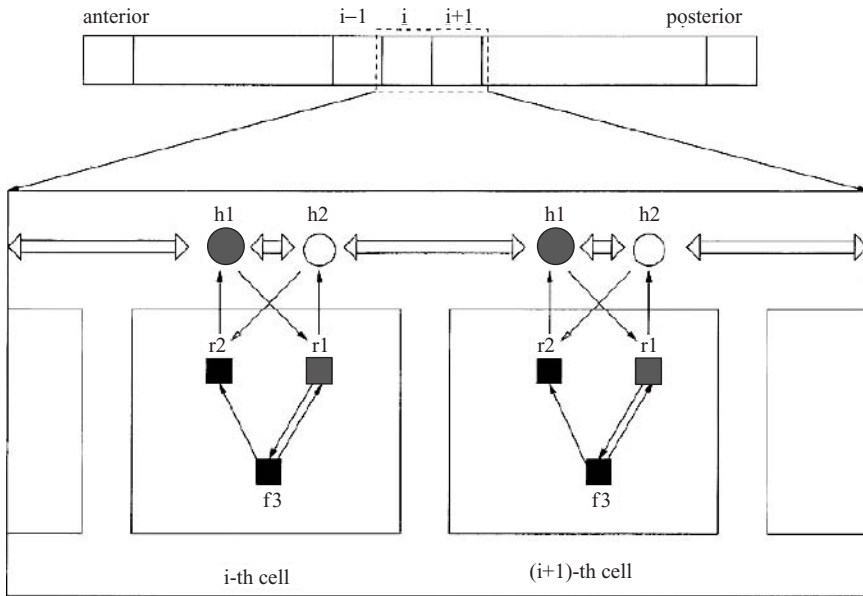 anterior i−1 i i+1 posterior
h1 h2 h1 h2
r2 r1 r2 r1
f3 f3
i-th cell (i+1)-th cell